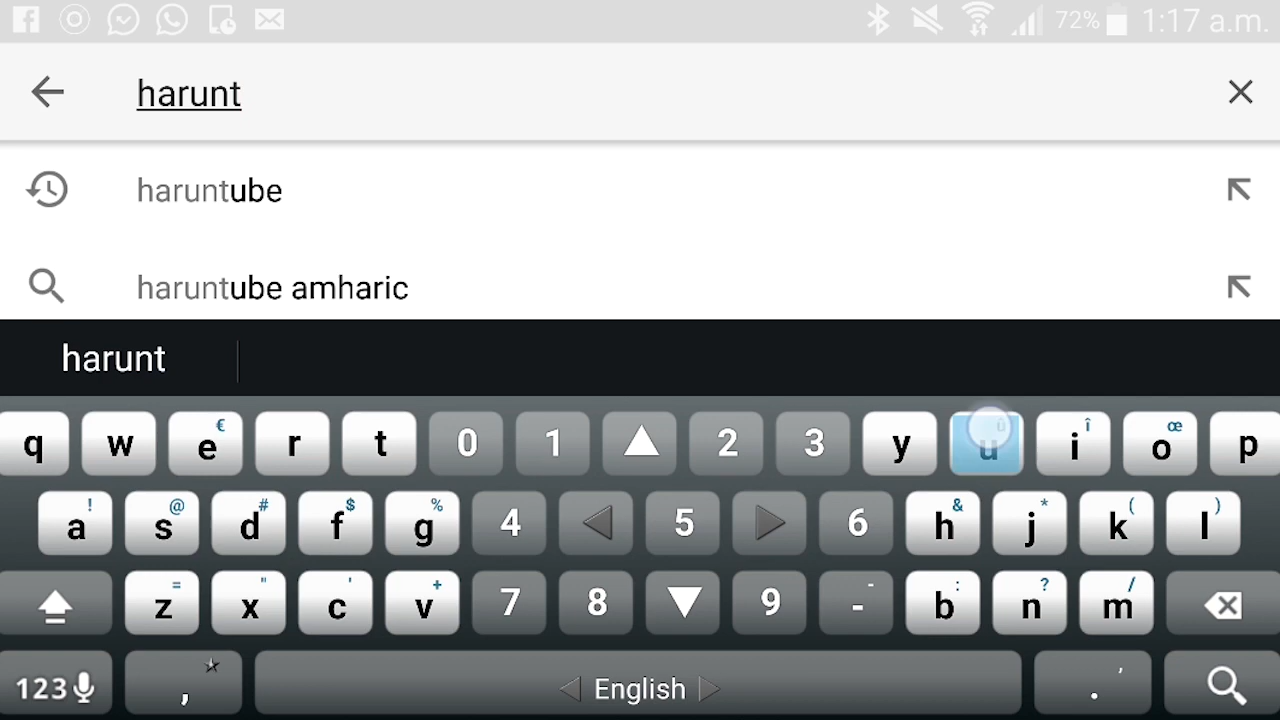 72% 1:17 a.m.
harunt
haruntube
haruntube amharic
harunt
q w e € r t 0 1 2 3 y u û i î o œ p
a ! s @ d # f $ g % 4 5 6 h & j * k ( l )
z = x " c ' v + 7 8 9 - - b : n ? m /
123 , English . '